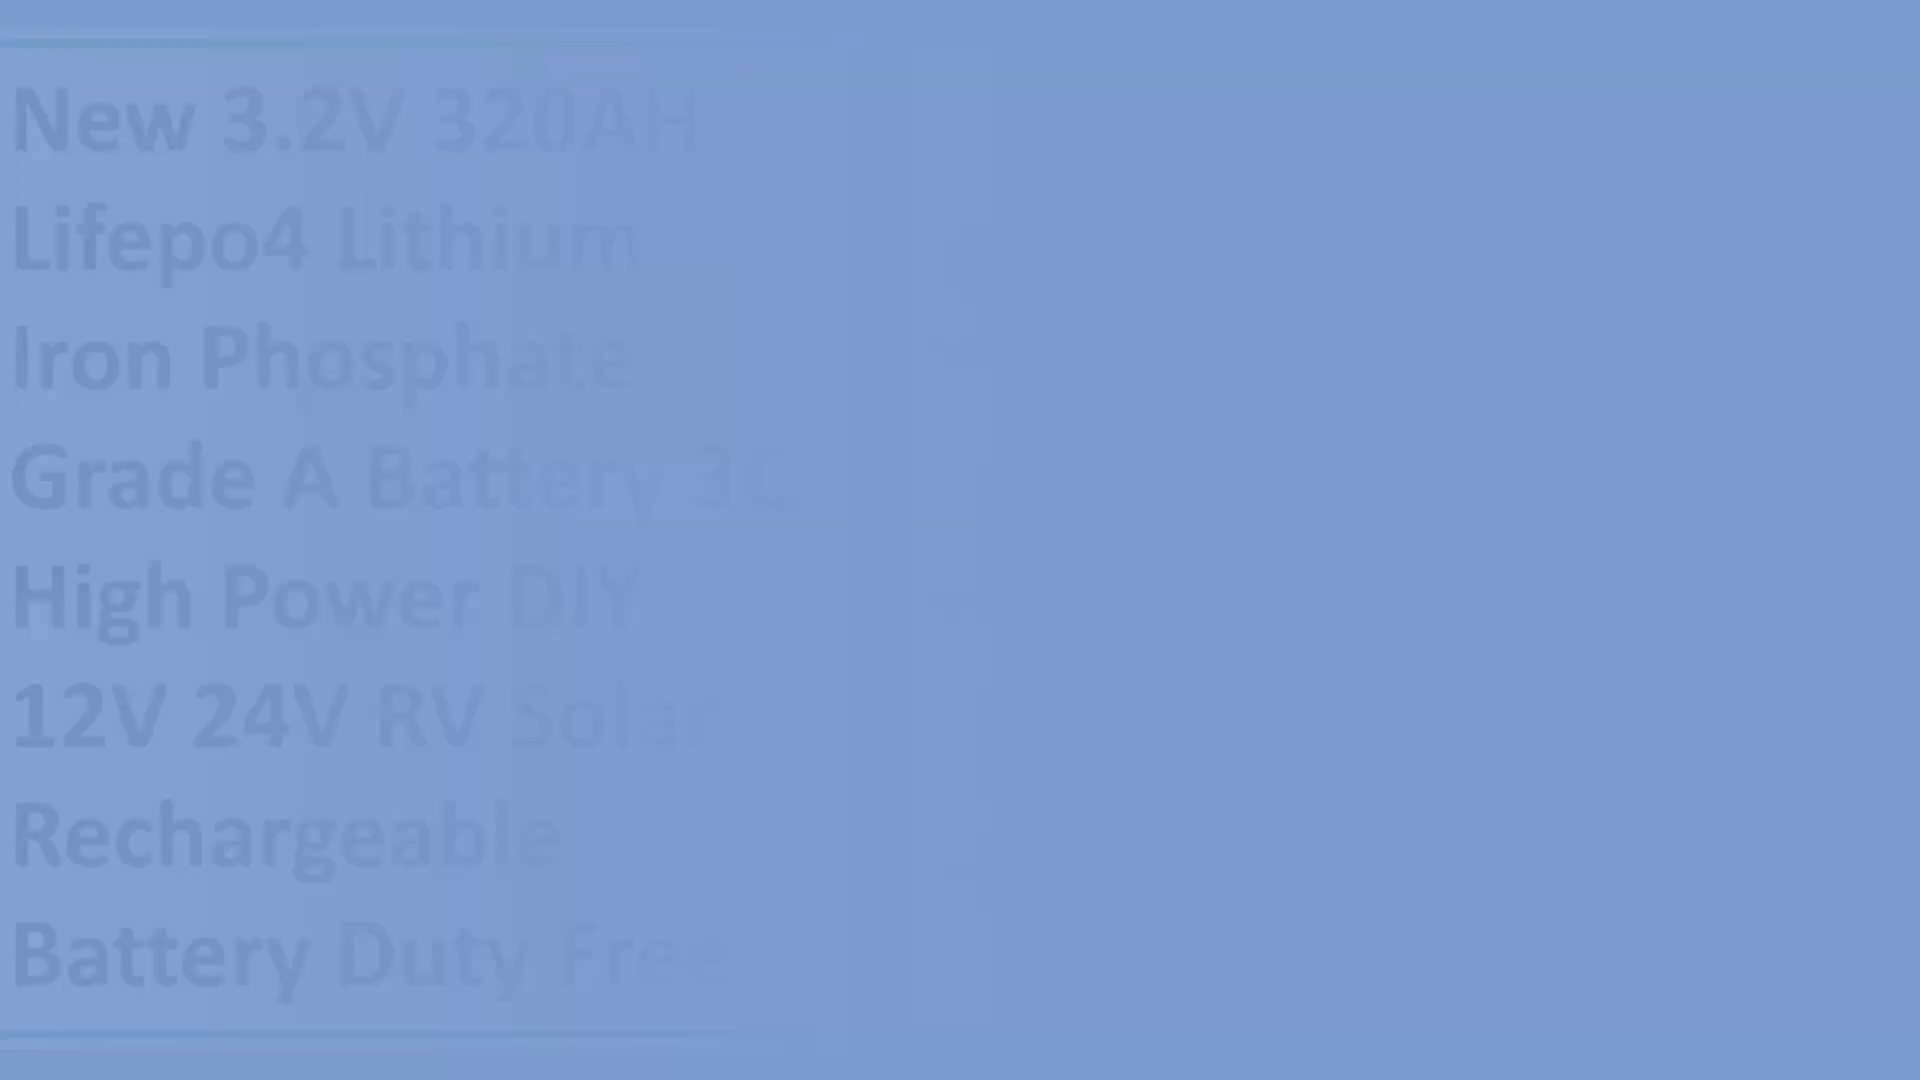 New 3.2V 320AH
Lifepo4 Lithium
Iron Phosphate
Grade A Battery 3C
High Power DIY
12V 24V RV Solar
Rechargeable
Battery Duty Free